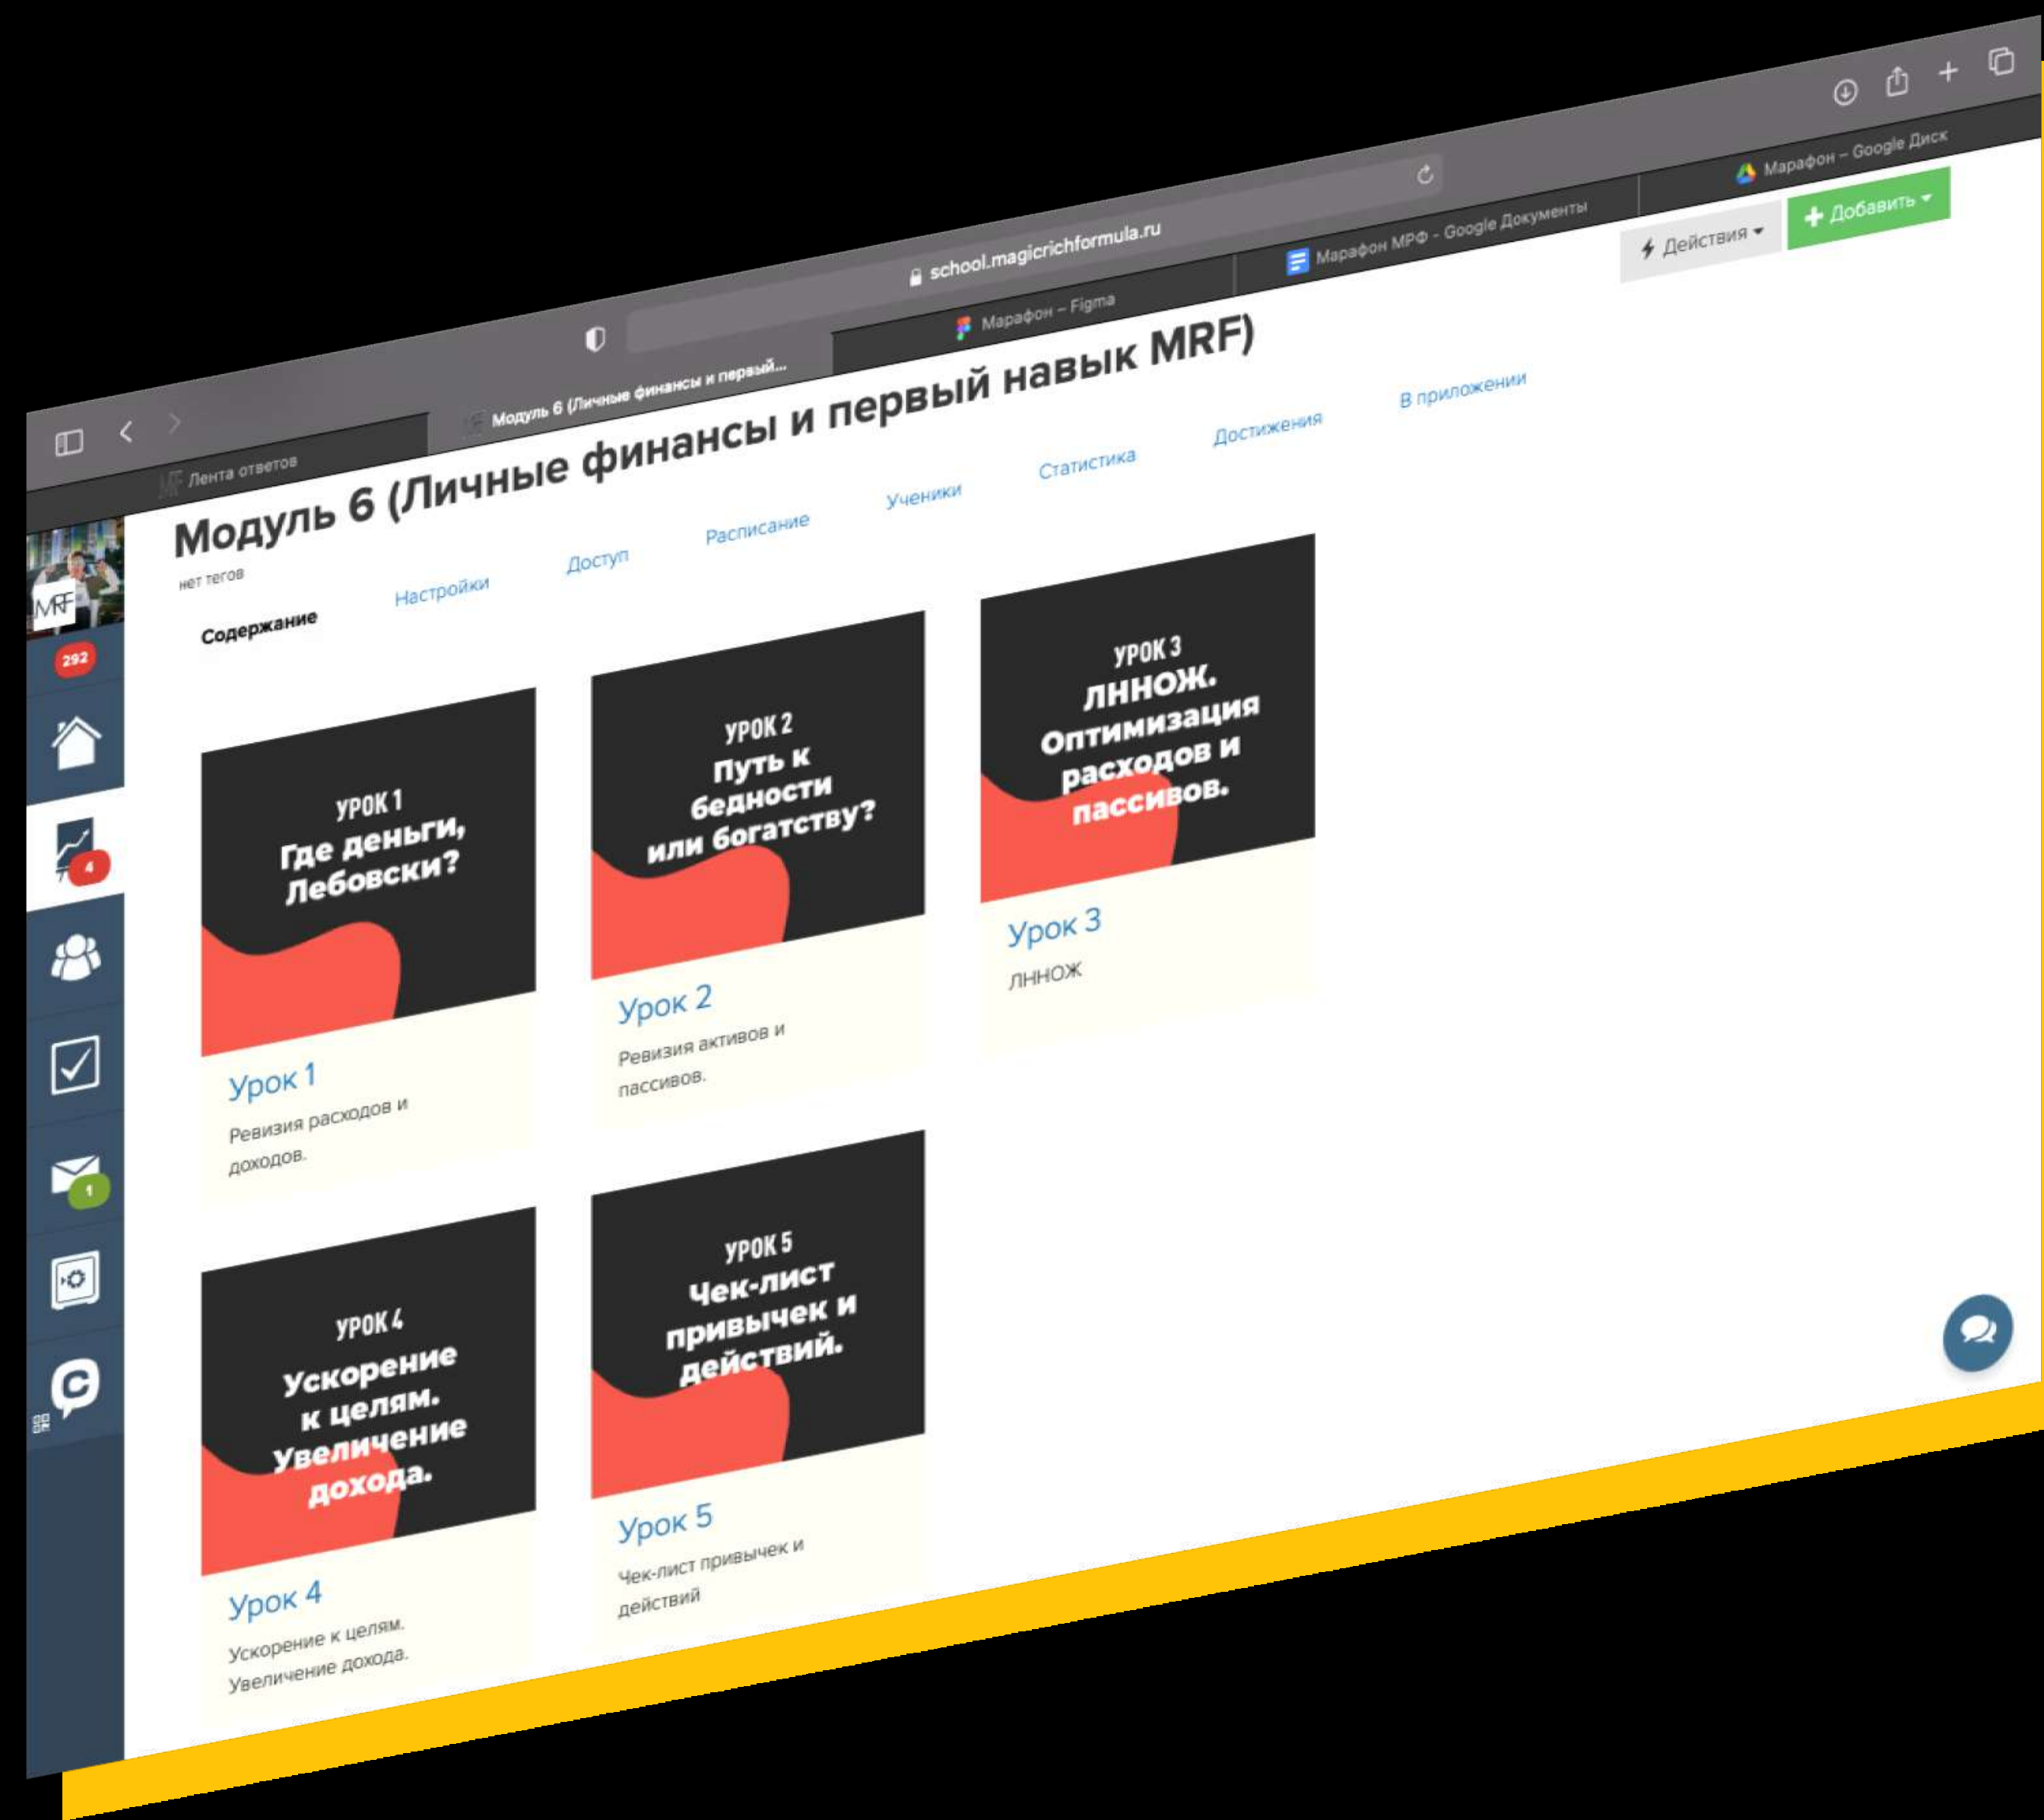 school.magicrichformula.ru
Лента ответов
Модуль 6 (Личные финансы и первый...
Марафон – Figma
Марафон МРФ - Google Документы
Марафон – Google Диск
Модуль 6 (Личные финансы и первый навык MRF)
Действия
Добавить
нет тегов
Содержание
Настройки
Доступ
Расписание
Ученики
Статистика
Достижения
В приложении
MRF
292
4
1
УРОК 1
Где деньги,
Лебовски?
Урок 1
Ревизия расходов и
доходов.
УРОК 2
Путь к
бедности
или богатству?
Урок 2
Ревизия активов и
пассивов.
УРОК 3
ЛННОЖ.
Оптимизация
расходов и
пассивов.
Урок 3
ЛННОЖ
УРОК 4
Ускорение
к целям.
Увеличение
дохода.
Урок 4
Ускорение к целям.
Увеличение дохода.
УРОК 5
Чек-лист
привычек и
действий.
Урок 5
Чек-лист привычек и
действий